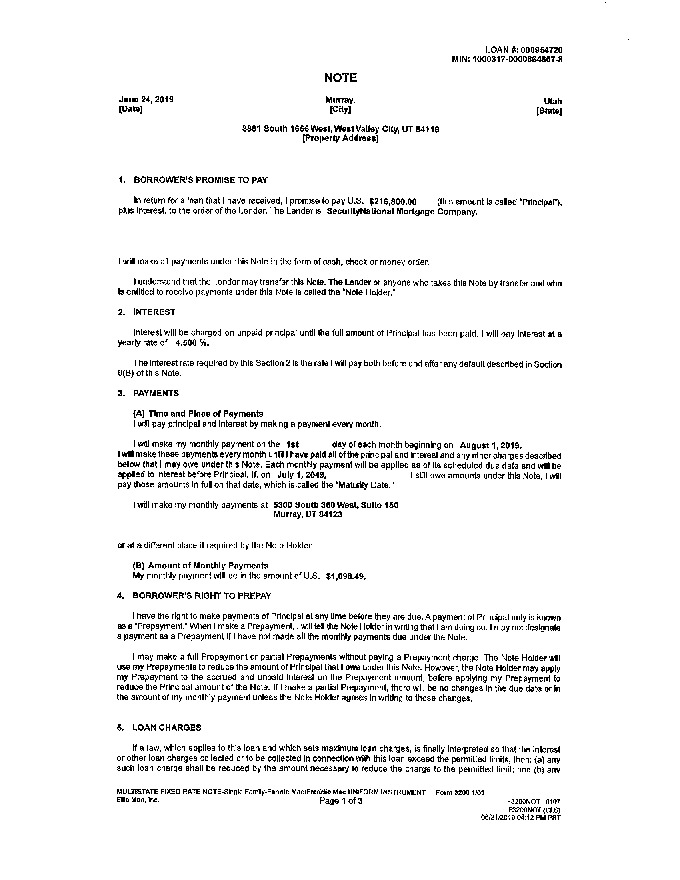 LOAN #: 000964720
MIN: 1000317-0000964867-8
NOTE
June 24, 2019 Murray, Utah
[Date] [City] [State]
3881 South 1656 West, West Valley City, UT 84119
[Property Address]
1. BORROWER'S PROMISE TO PAY
In return for a loan that I have received, I promise to pay U.S. $216,800.00 (this amount is called "Principal"),
plus interest, to the order of the Lender. The Lender is SecurityNational Mortgage Company.
I will make all payments under this Note in the form of cash, check or money order.
I understand that the Lender may transfer this Note. The Lender or anyone who takes this Note by transfer and who
is entitled to receive payments under this Note is called the "Note Holder."
2. INTEREST
Interest will be charged on unpaid principal until the full amount of Principal has been paid. I will pay interest at a
yearly rate of 4.500 %.
The interest rate required by this Section 2 is the rate I will pay both before and after any default described in Section
6(B) of this Note.
3. PAYMENTS
(A) Time and Place of Payments
I will pay principal and interest by making a payment every month.
I will make my monthly payment on the 1st day of each month beginning on August 1, 2019.
I will make these payments every month until I have paid all of the principal and interest and any other charges described
below that I may owe under this Note. Each monthly payment will be applied as of its scheduled due date and will be
applied to interest before Principal. If, on July 1, 2049, I still owe amounts under this Note, I will
pay those amounts in full on that date, which is called the "Maturity Date."
I will make my monthly payments at 5300 South 360 West, Suite 150
Murray, UT 84123
or at a different place if required by the Note Holder.
(B) Amount of Monthly Payments
My monthly payment will be in the amount of U.S. $1,098.49.
4. BORROWER'S RIGHT TO PREPAY
I have the right to make payments of Principal at any time before they are due. A payment of Principal only is known
as a "Prepayment." When I make a Prepayment, I will tell the Note Holder in writing that I am doing so. I may not designate
a payment as a Prepayment if I have not made all the monthly payments due under the Note.
I may make a full Prepayment or partial Prepayments without paying a Prepayment charge. The Note Holder will
use my Prepayments to reduce the amount of Principal that I owe under this Note. However, the Note Holder may apply
my Prepayment to the accrued and unpaid interest on the Prepayment amount, before applying my Prepayment to
reduce the Principal amount of the Note. If I make a partial Prepayment, there will be no changes in the due date or in
the amount of my monthly payment unless the Note Holder agrees in writing to those changes.
5. LOAN CHARGES
If a law, which applies to this loan and which sets maximum loan charges, is finally interpreted so that the interest
or other loan charges collected or to be collected in connection with this loan exceed the permitted limits, then: (a) any
such loan charge shall be reduced by the amount necessary to reduce the charge to the permitted limit; and (b) any
MULTISTATE FIXED RATE NOTE-Single Family-Fannie Mae/Freddie Mac UNIFORM INSTRUMENT Form 3200 1/01
Ellie Mae, Inc. Page 1 of 3 F3200NOT 0107
F3200NOT (CLS)
06/21/2019 04:12 PM PST